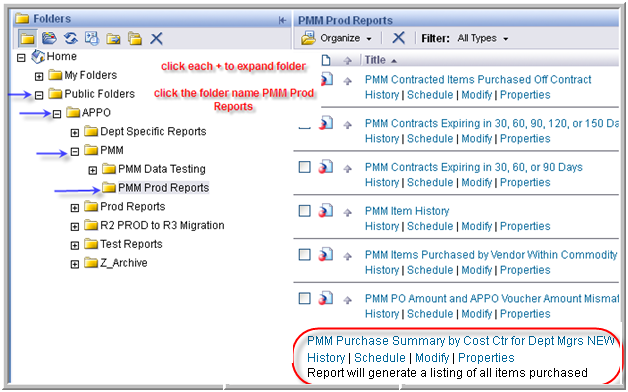 Folders
Home
My Folders
Public Folders
APPO
Dept Specific Reports
PMM
PMM Data Testing
PMM Prod Reports
Prod Reports
R2 PROD to R3 Migration
Test Reports
Z_Archive
click each + to expand folder
click the folder name PMM Prod
Reports
PMM Prod Reports
Organize Filter: All Types
Title
PMM Contracted Items Purchased Off Contract
History | Schedule | Modify | Properties
PMM Contracts Expiring in 30, 60, 90, 120, or 150 Da
History | Schedule | Modify | Properties
PMM Contracts Expiring in 30, 60, or 90 Days
History | Schedule | Modify | Properties
PMM Item History
History | Schedule | Modify | Properties
PMM Items Purchased by Vendor Within Commodity
History | Schedule | Modify | Properties
PMM PO Amount and APPO Voucher Amount Mismat
History | Schedule | Modify | Properties
PMM Purchase Summary by Cost Ctr for Dept Mgrs NEW
History | Schedule | Modify | Properties
Report will generate a listing of all items purchased